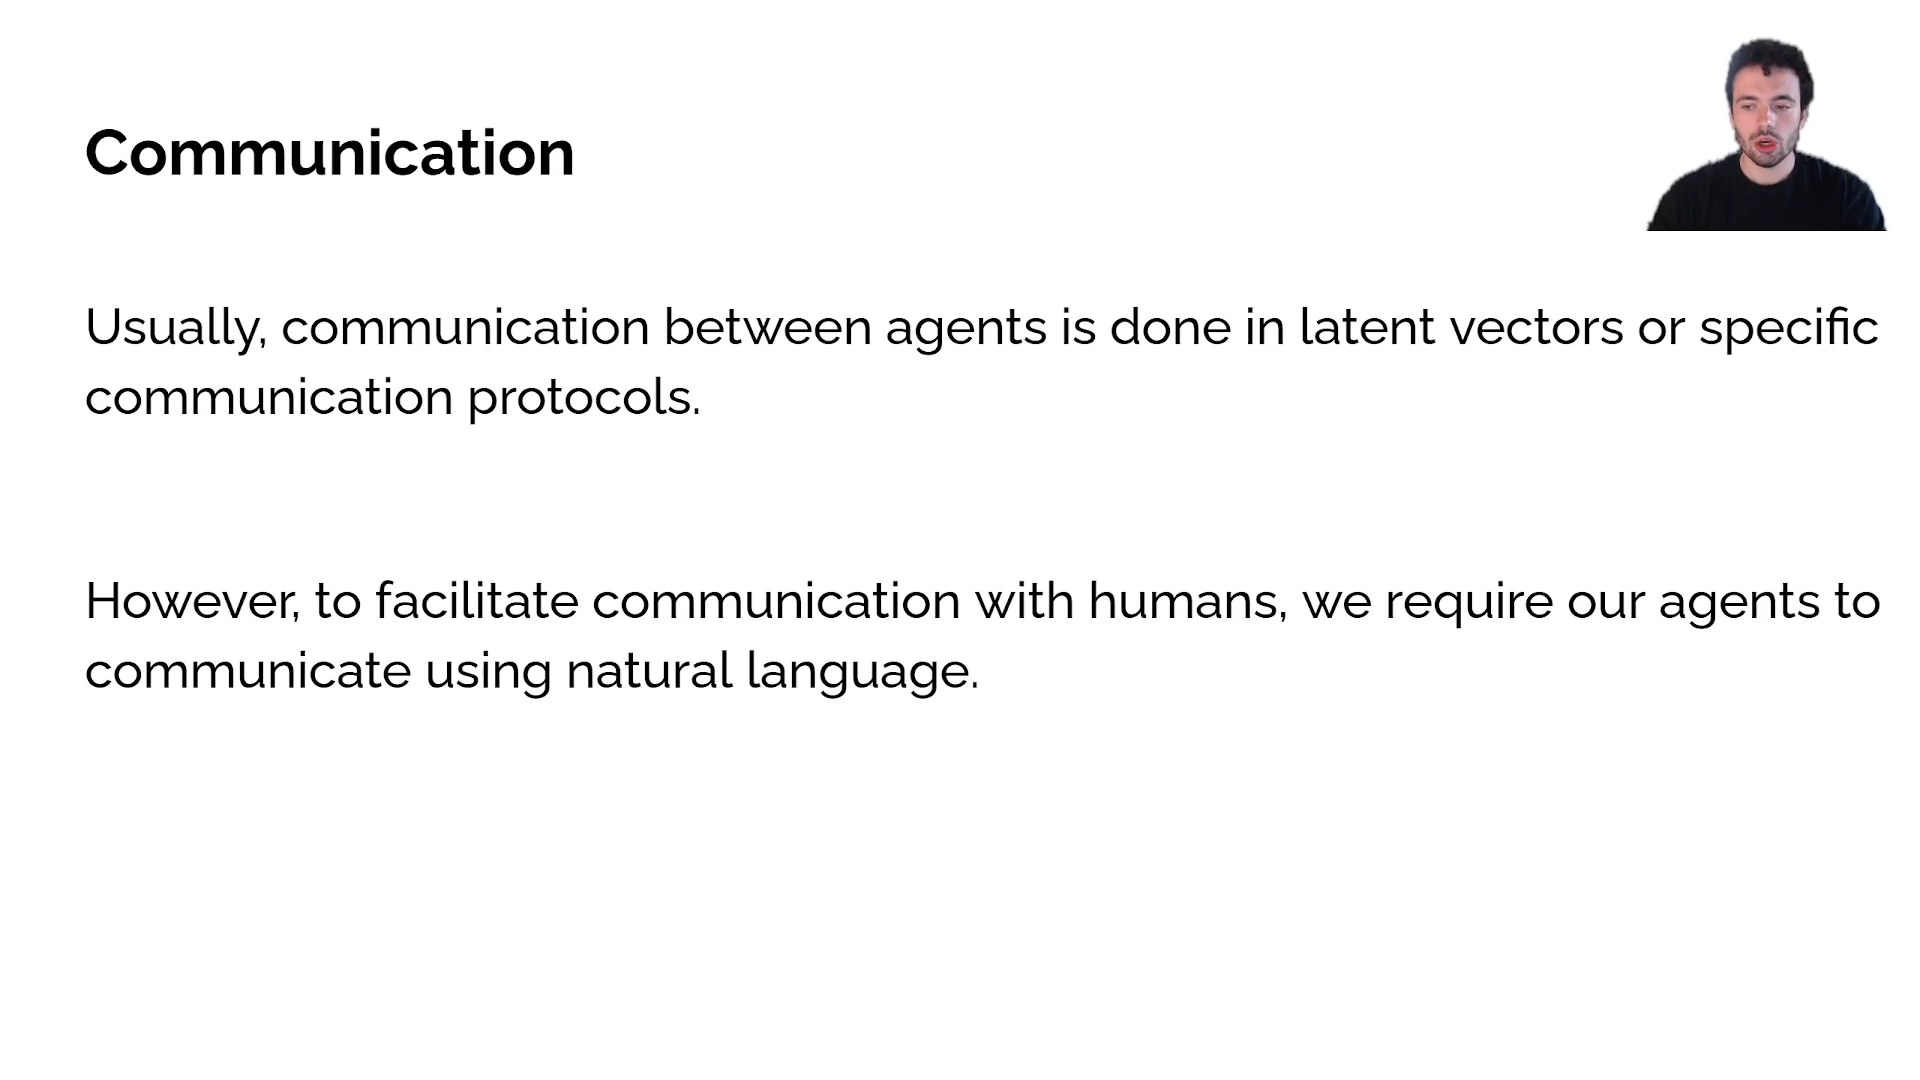 Communication
Usually, communication between agents is done in latent vectors or specific
communication protocols.
However, to facilitate communication with humans, we require our agents to
communicate using natural language.